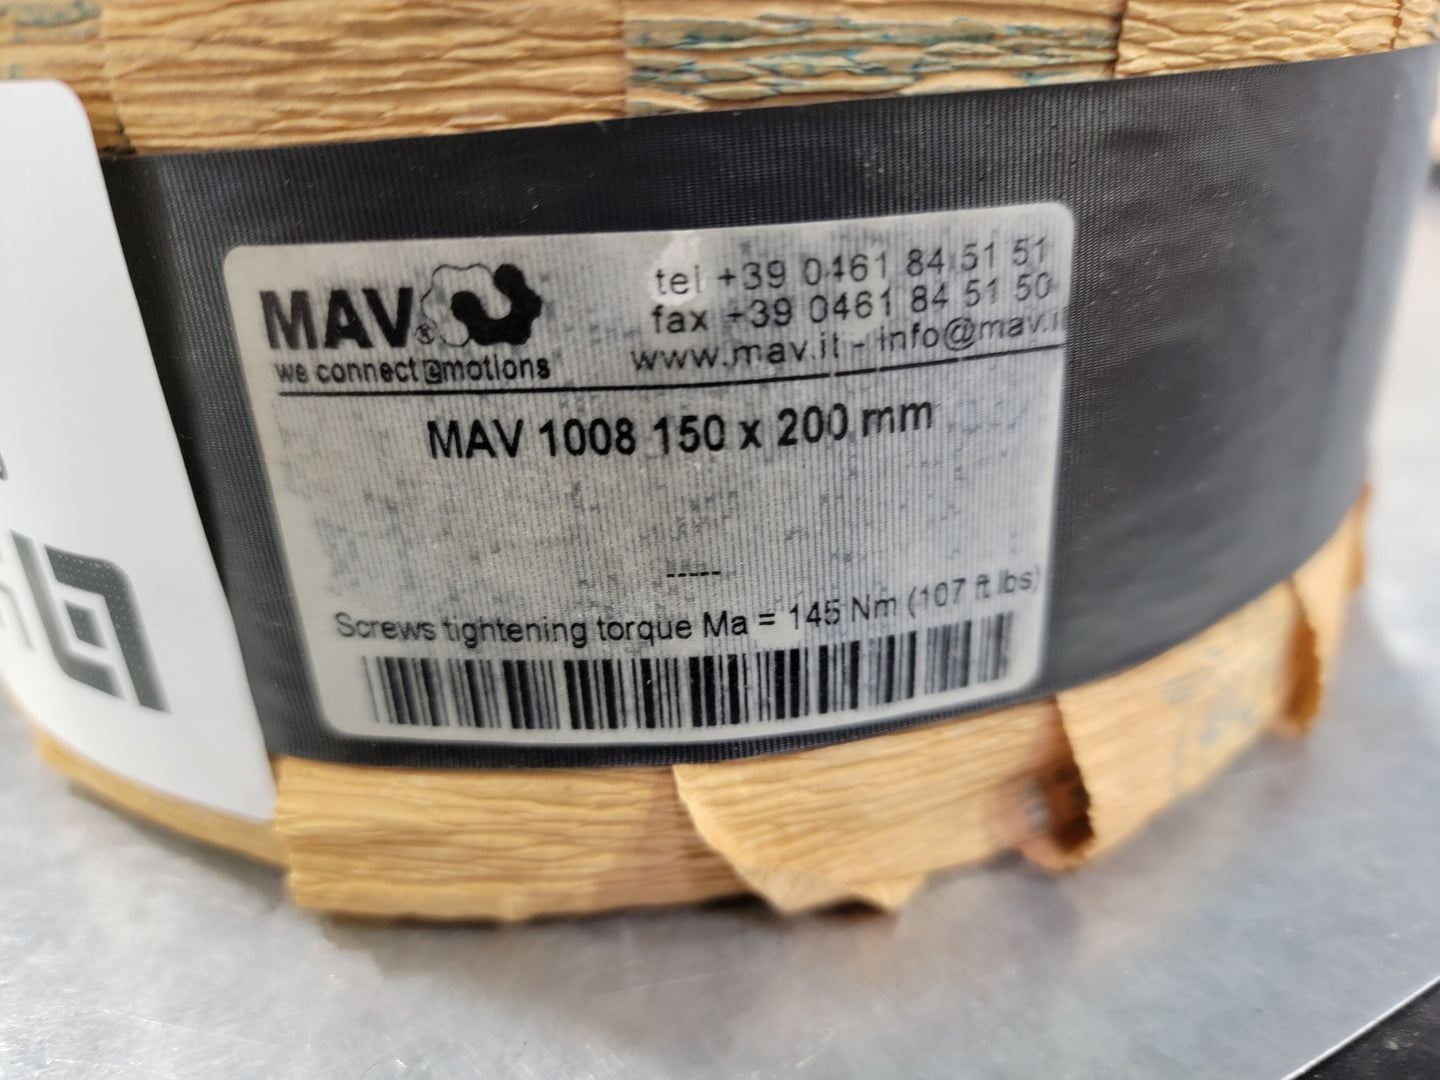 MAV®
we connect emotions
tel +39 0461 84 51 51
fax +39 0461 84 51 50
www.mav.it - info@mav.i
MAV 1008 150 x 200 mm
-----
Screws tightening torque Ma = 145 Nm (107 ft lbs)